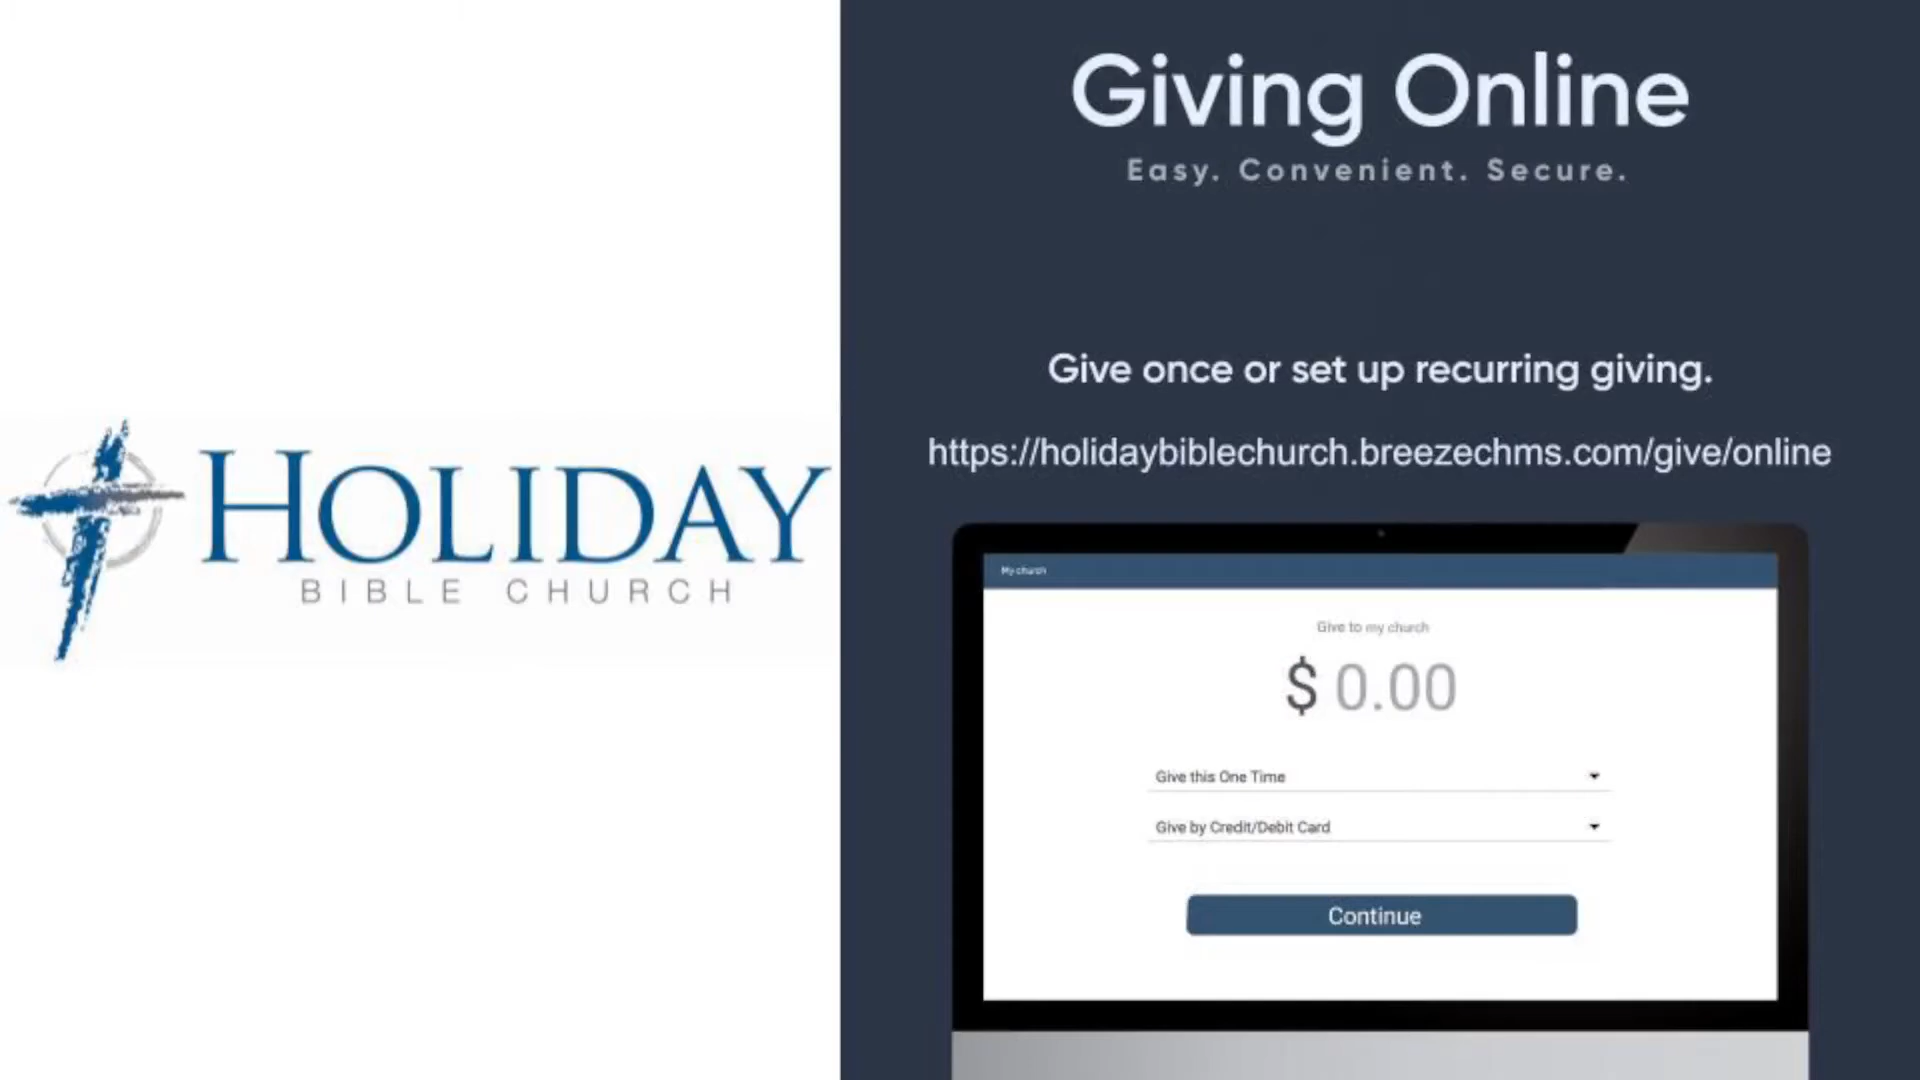 HOLIDAY
BIBLE CHURCH
Giving Online
Easy. Convenient. Secure.
Give once or set up recurring giving.
https://holidaybiblechurch.breezechms.com/give/online
My church
Give to my church
$ 0.00
Give this One Time
Give by Credit/Debit Card
Continue